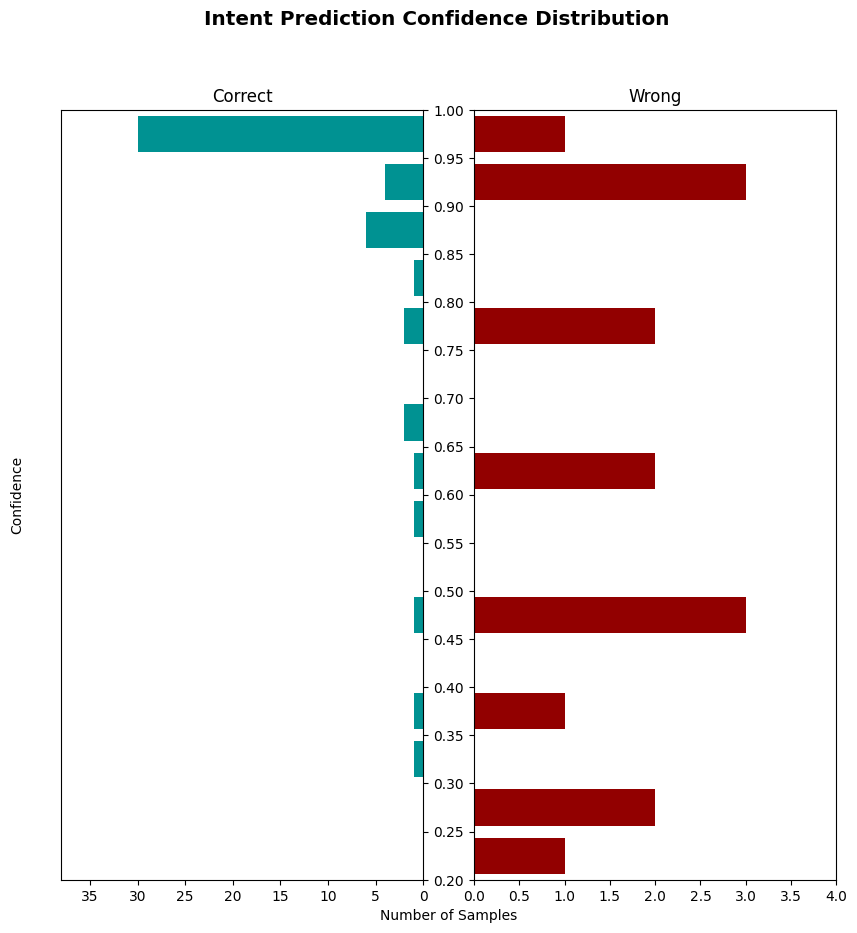 Intent Prediction Confidence Distribution
Correct
Wrong
1.00
0.95
0.90
0.85
0.80
0.75
0.70
0.65
0.60
0.55
0.50
0.45
0.40
0.35
0.30
0.25
0.20
Confidence
35 30 25 20 15 10 5 0
0.0 0.5 1.0 1.5 2.0 2.5 3.0 3.5 4.0
Number of Samples